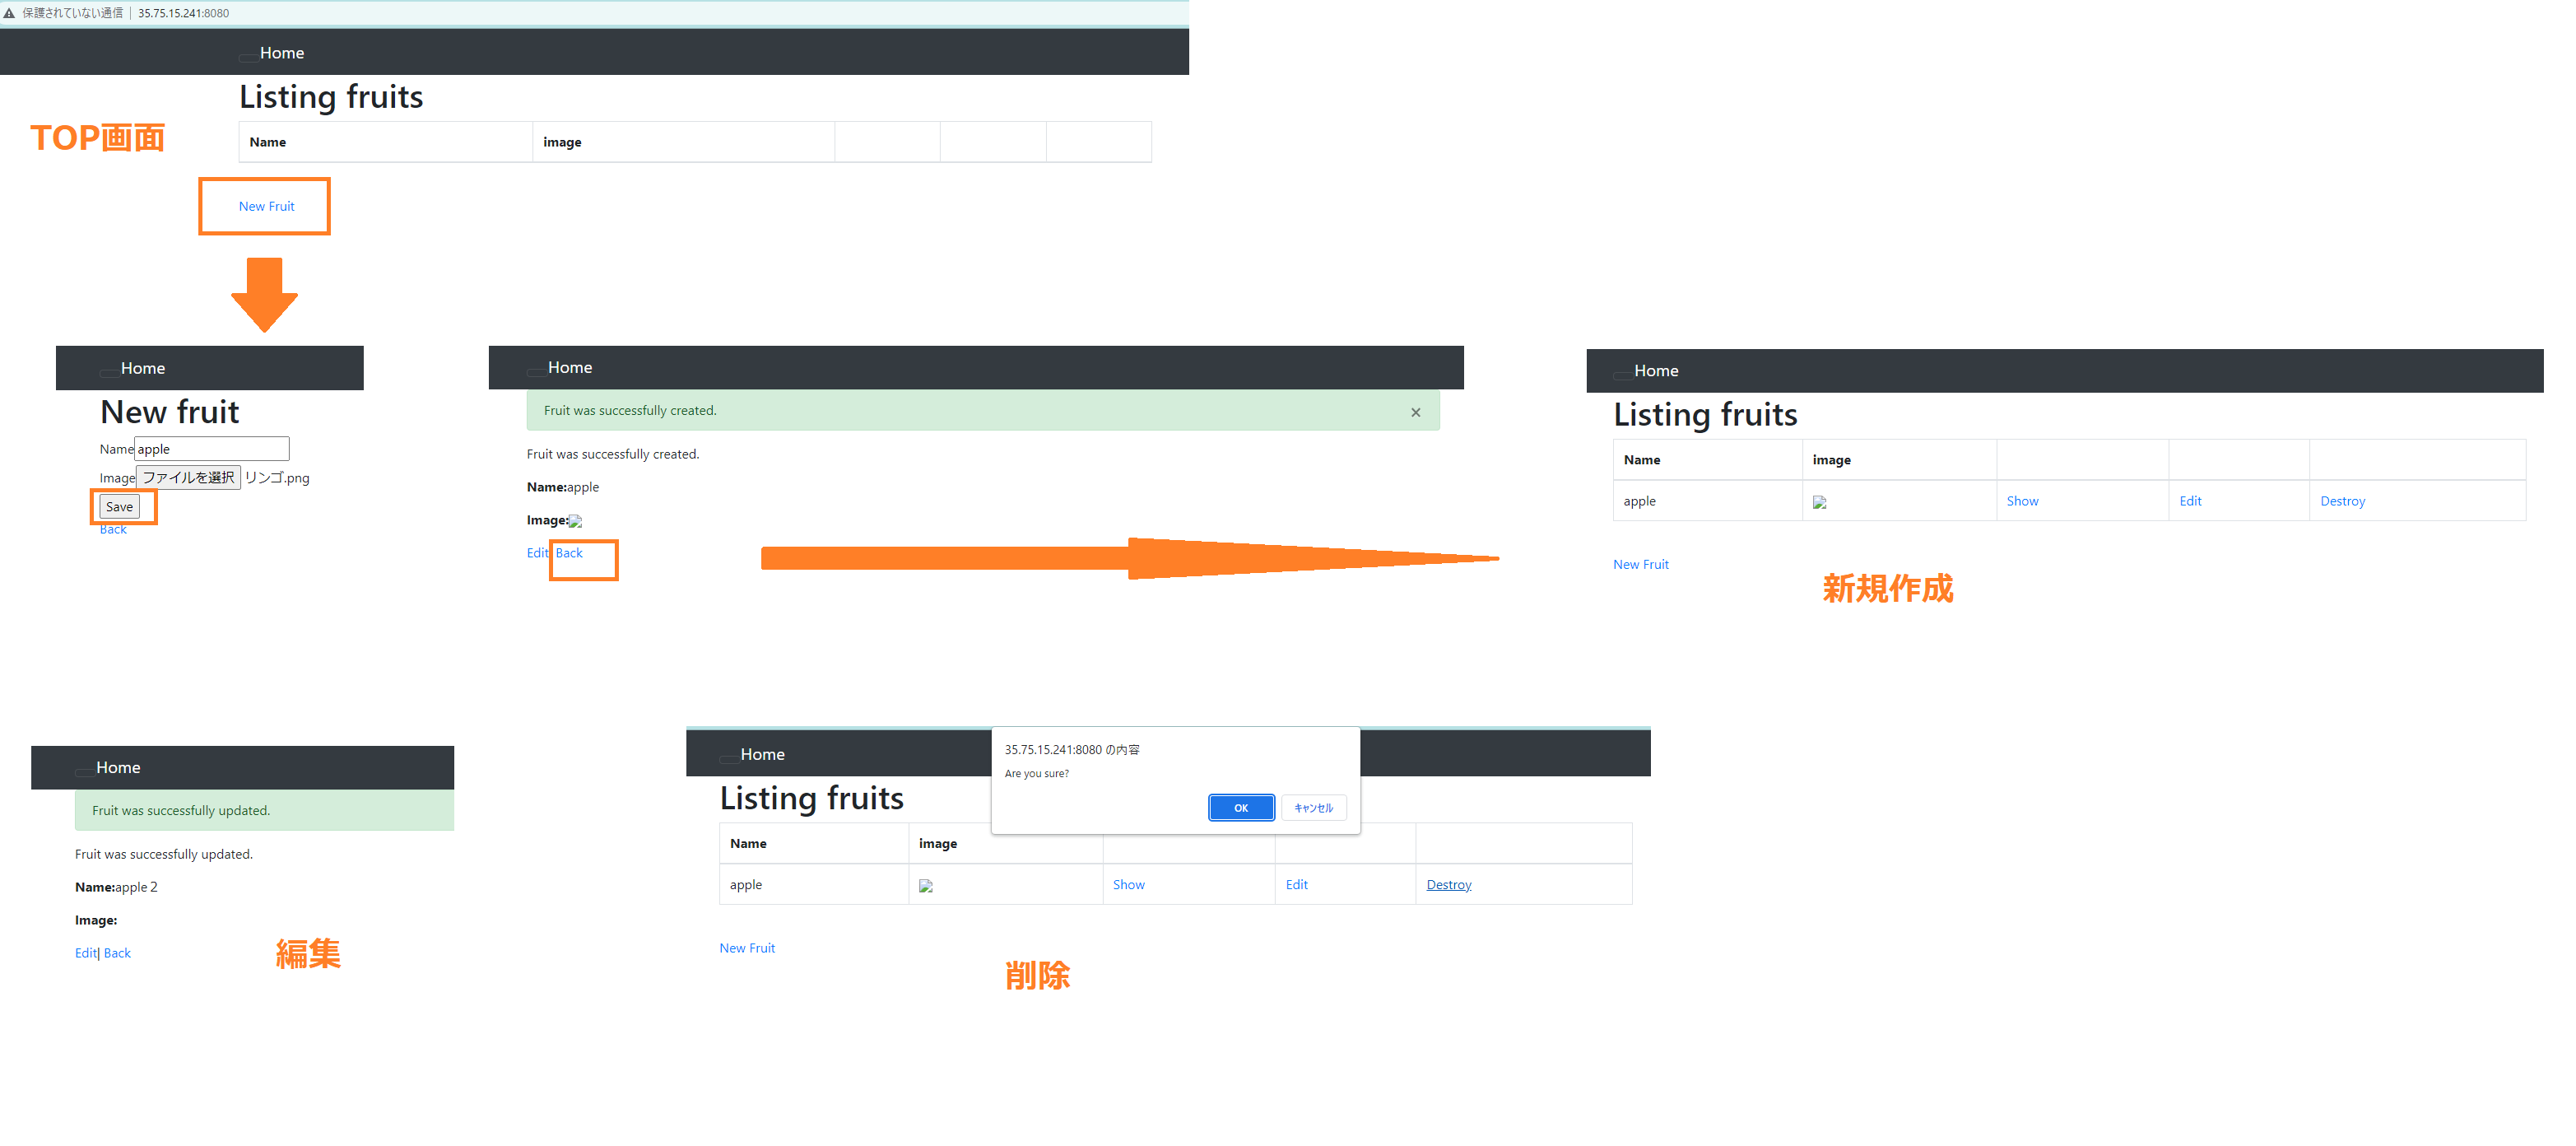 保護されていない通信 35.75.15.241:8080
Home
Listing fruits
TOP画面
Name image
New Fruit
Home
New fruit
Name apple
Image ファイルを選択 リンゴ.png
Save
Back
Home
Fruit was successfully created. ×
Fruit was successfully created.
Name:apple
Image:
Edit Back
Home
Listing fruits
Name image
apple Show Edit Destroy
New Fruit
新規作成
Home
Fruit was successfully updated.
Fruit was successfully updated.
Name:apple２
Image:
Edit| Back
編集
Home
35.75.15.241:8080 の内容
Are you sure?
OK キャンセル
Listing fruits
Name image
apple Show Edit Destroy
New Fruit
削除